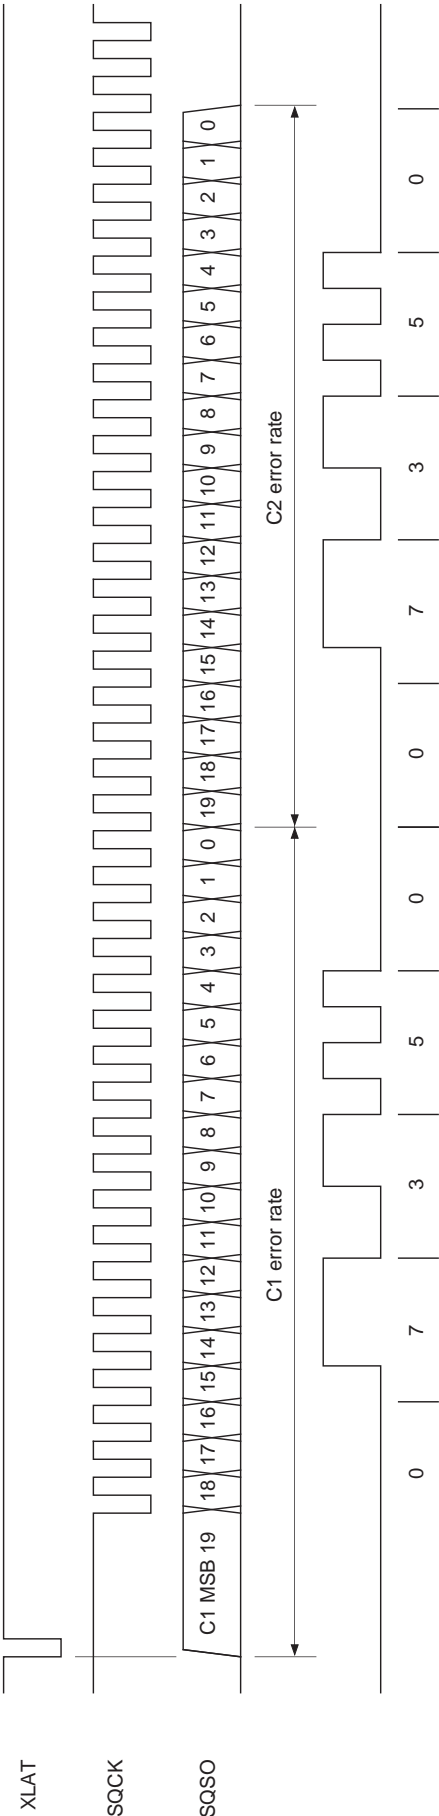 XLAT
SQCK
SQSO
C1 MSB 19 18 17 16 15 14 13 12 11 10 9 8 7 6 5 4 3 2 1 0 19 18 17 16 15 14 13 12 11 10 9 8 7 6 5 4 3 2 1 0
C1 error rate
C2 error rate
0 7 3 5 0 0 7 3 5 0